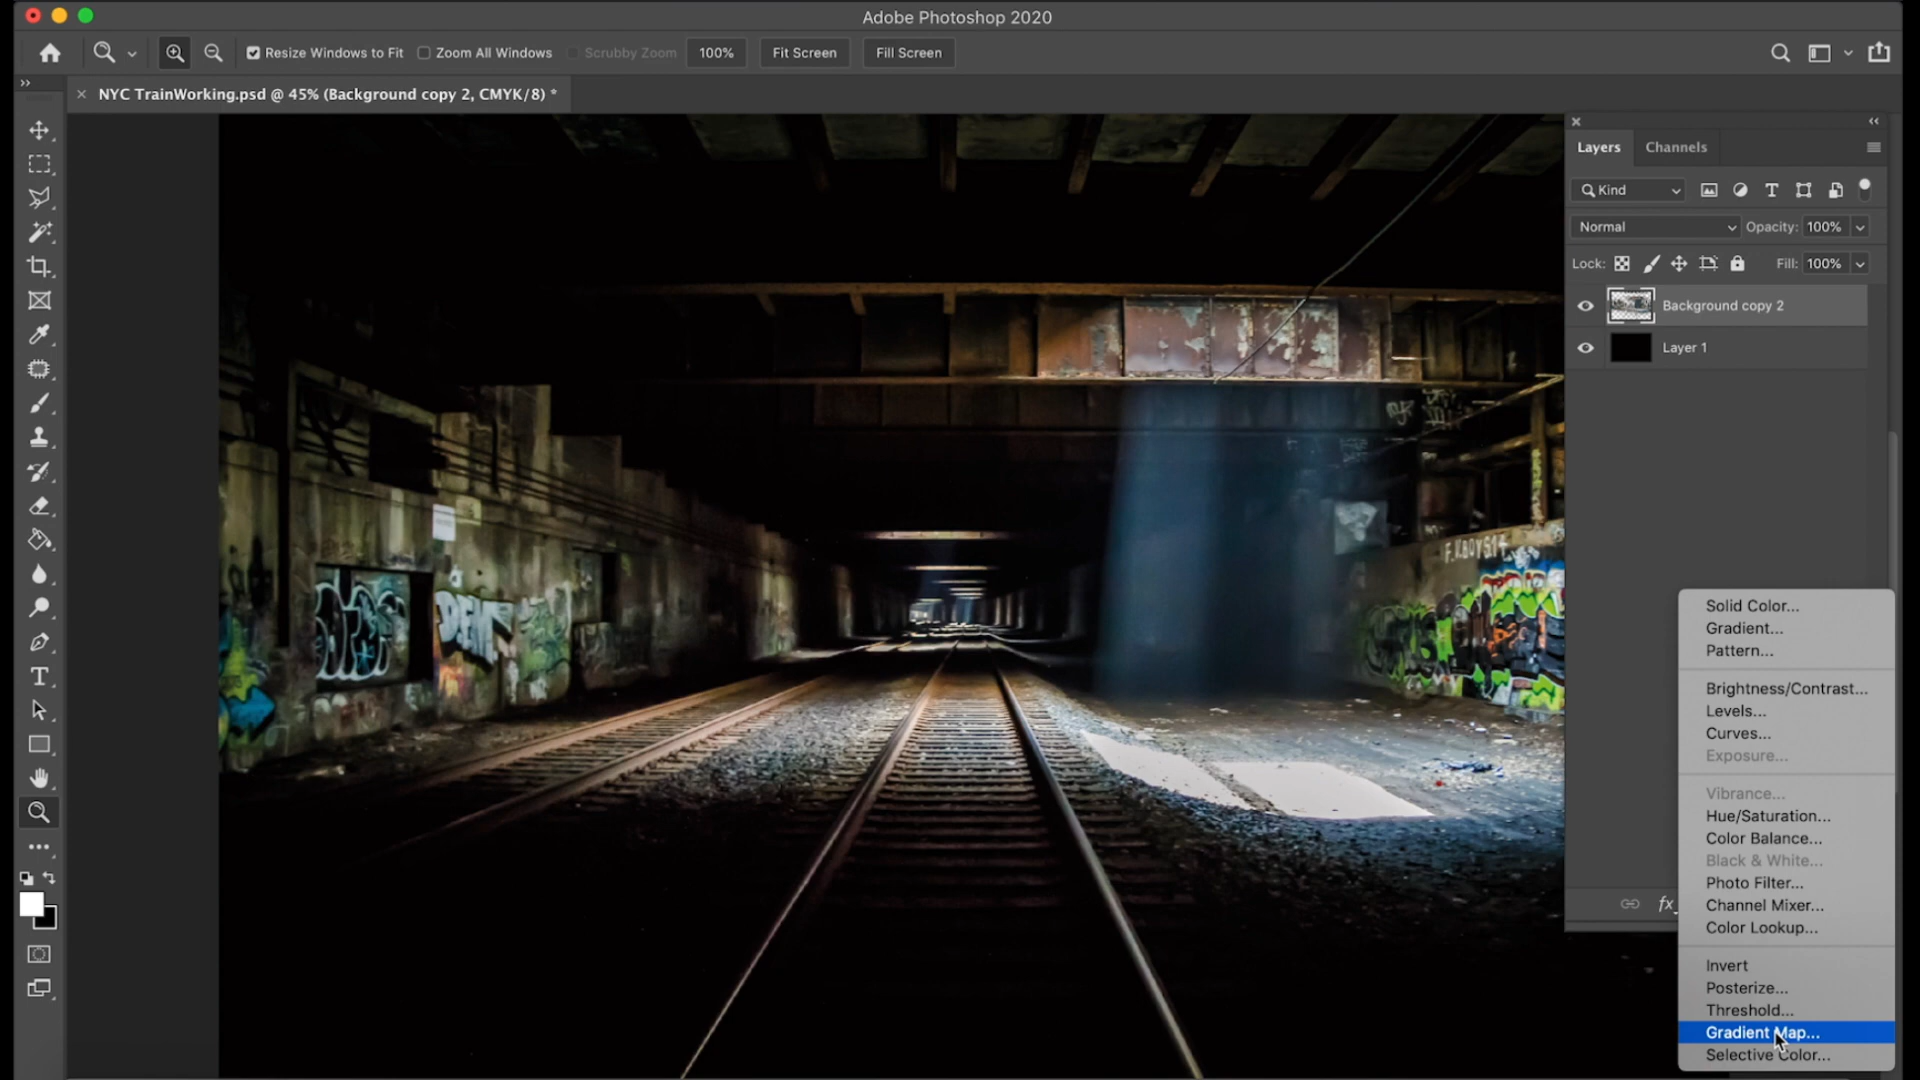 Adobe Photoshop 2020
Resize Windows to Fit Zoom All Windows Scrubby Zoom 100% Fit Screen Fill Screen
NYC TrainWorking.psd @ 45% (Background copy 2, CMYK/8) *
Layers Channels
Kind
Normal Opacity: 100%
Lock: Fill: 100%
Background copy 2
Layer 1
Solid Color...
Gradient...
Pattern...
Brightness/Contrast...
Levels...
Curves...
Exposure...
Vibrance...
Hue/Saturation...
Color Balance...
Black & White...
Photo Filter...
Channel Mixer...
Color Lookup...
fx
Invert
Posterize...
Threshold...
Gradient Map...
Selective Color...